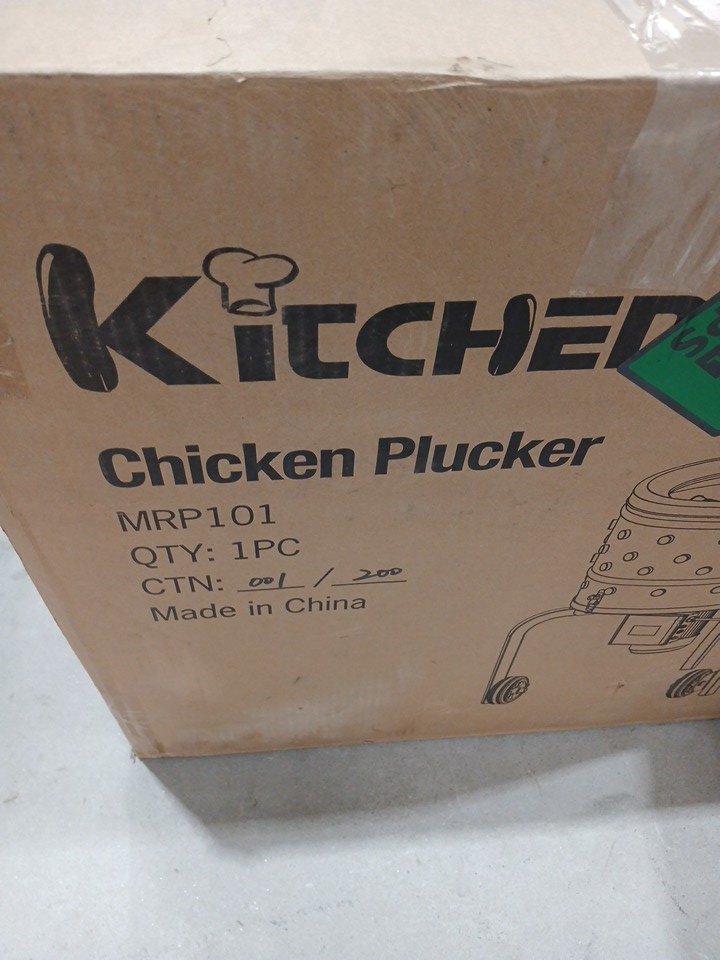 KiTCHEN
Chicken Plucker
MRP101
QTY: 1PC
CTN: 001 / 200
Made in China